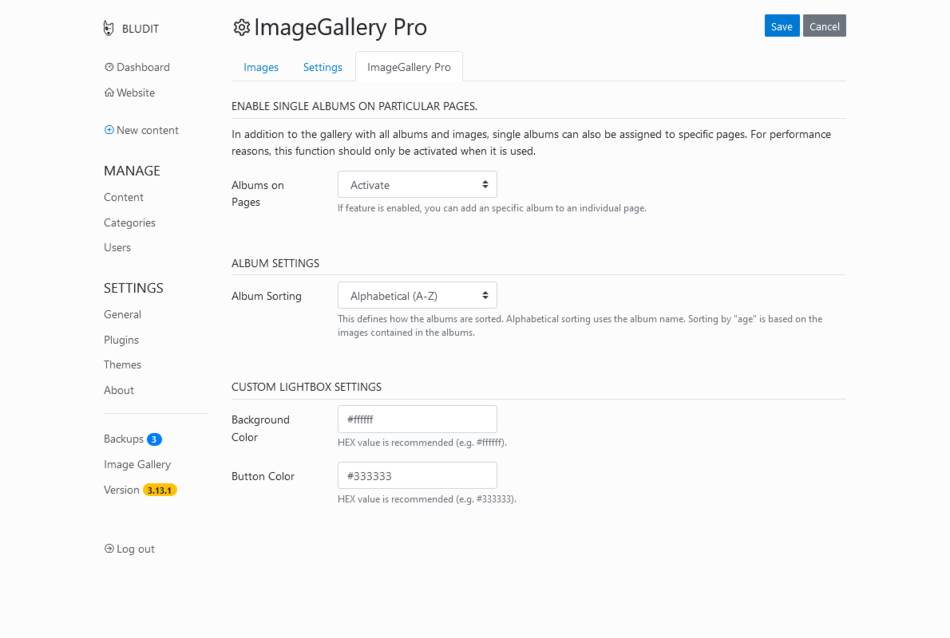 BLUDIT
Dashboard
Website
New content
MANAGE
Content
Categories
Users
SETTINGS
General
Plugins
Themes
About
Backups 3
Image Gallery
Version 3.13.1
Log out
ImageGallery Pro
Save Cancel
Images Settings ImageGallery Pro
ENABLE SINGLE ALBUMS ON PARTICULAR PAGES.
In addition to the gallery with all albums and images, single albums can also be assigned to specific pages. For performance
reasons, this function should only be activated when it is used.
Albums on
Pages
Activate
If feature is enabled, you can add an specific album to an individual page.
ALBUM SETTINGS
Album Sorting
Alphabetical (A-Z)
This defines how the albums are sorted. Alphabetical sorting uses the album name. Sorting by "age" is based on the
images contained in the albums.
CUSTOM LIGHTBOX SETTINGS
Background
Color
#ffffff
HEX value is recommended (e.g. #ffffff).
Button Color
#333333
HEX value is recommended (e.g. #333333).